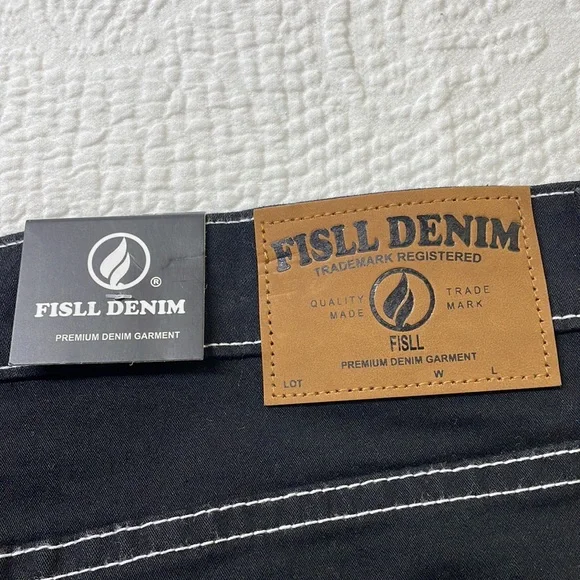 ®
FISLL DENIM
PREMIUM DENIM GARMENT
FISLL DENIM
TRADEMARK REGISTERED
QUALITY TRADE
MADE MARK
FISLL
PREMIUM DENIM GARMENT
LOT W L